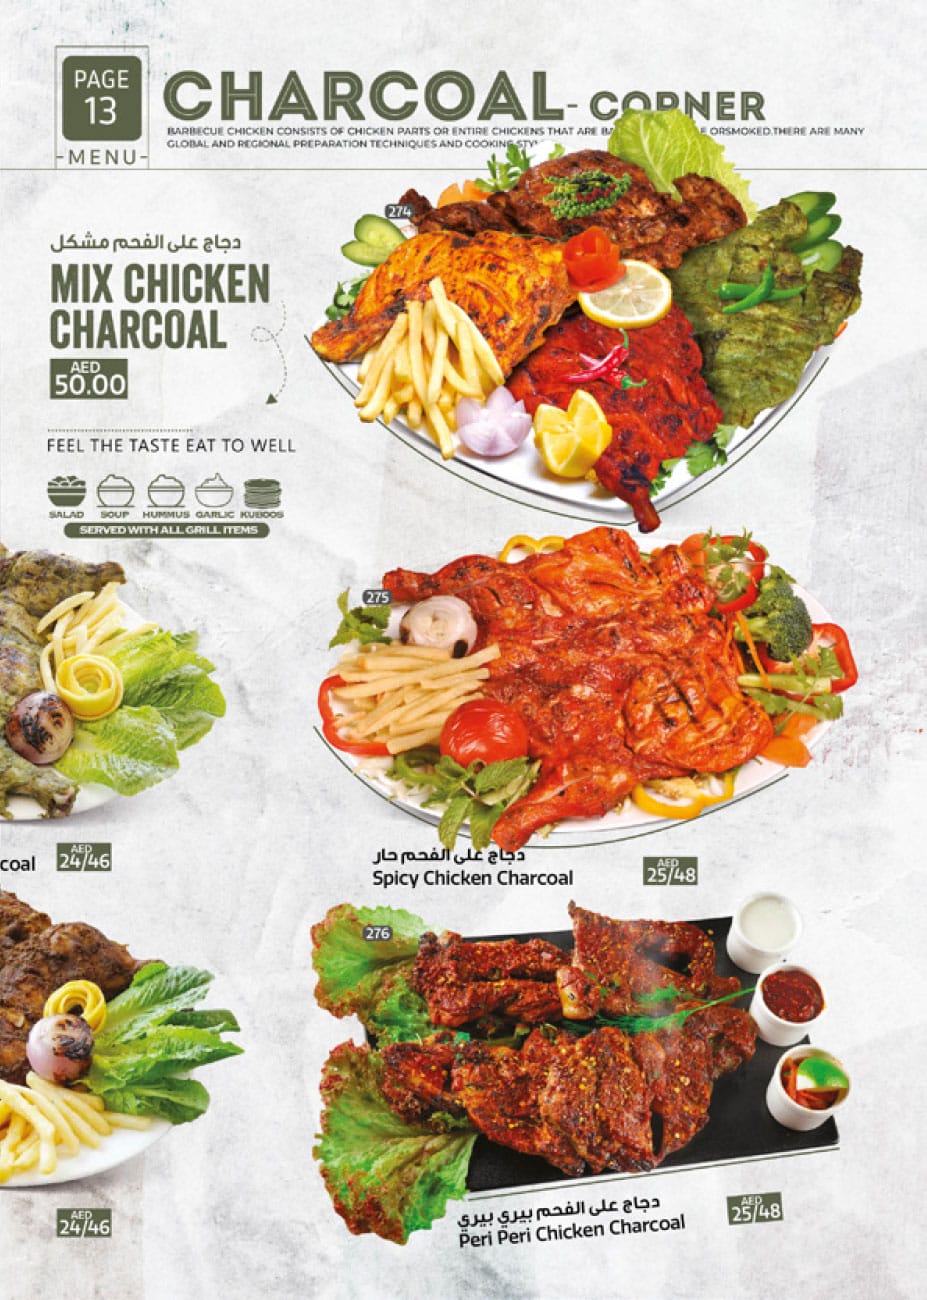 PAGE
13
-MENU-
CHARCOAL- CORNER
BARBECUE CHICKEN CONSISTS OF CHICKEN PARTS OR ENTIRE CHICKENS THAT ARE ORSMOKED.THERE ARE MANY
GLOBAL AND REGIONAL PREPARATION TECHNIQUES AND COOKING
274
دجاج على الفحم مشكل
MIX CHICKEN
CHARCOAL
AED
50.00
FEEL THE TASTE EAT TO WELL
SALAD SOUP HUMMUS GARLIC KUBOOS
SERVED WITH ALL GRILL ITEMS
275
coal
AED
24/46
دجاج على الفحم حار
Spicy Chicken Charcoal
AED
25/48
276
AED
24/46
دجاج على الفحم بيري بيري
Peri Peri Chicken Charcoal
AED
25/48